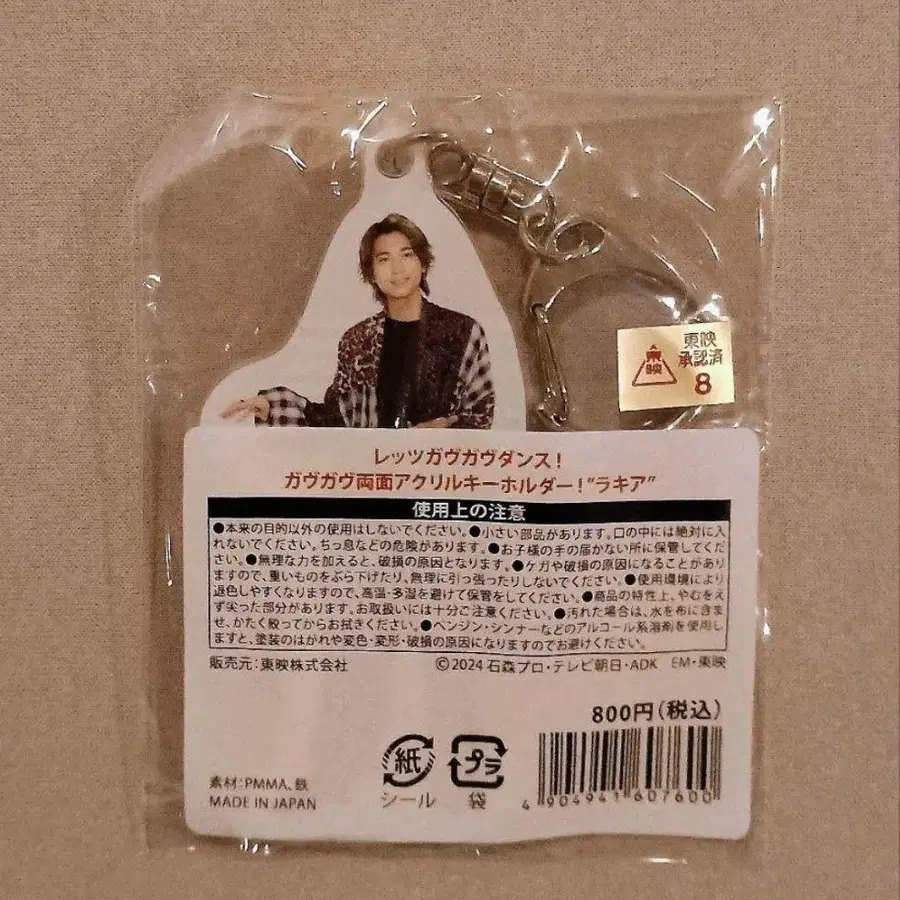 東映
承認済
8
東映
レッツガヴガヴダンス！
ガヴガヴ両面アクリルキーホルダー！"ラキア"
使用上の注意
●本来の目的以外の使用はしないでください。●小さい部品があります。口の中には絶対に入
れないでください。ちっ息などの危険があります。●お子様の手の届かない所に保管してくだ
さい。●無理な力を加えると、破損の原因となります。●ケガや破損の原因になることがあり
ますので、重いものをぶら下げたり、無理に引っ張ったりしないでください。●使用環境により
退色しやすくなりますので、高温・多湿を避けて保管をしてください。●商品の特性上、やむをえ
ず尖った部分があります。お取扱いには十分ご注意ください。●汚れた場合は、水を布に含ま
せ、かたく絞ってからお拭きください。●ベンジン・シンナーなどのアルコール系溶剤を使用し
ますと、塗装のはがれや変色・変形・破損の原因になりますのでお避けください。
販売元：東映株式会社 ©2024 石森プロ・テレビ朝日・ADK EM・東映
800円（税込）
紙 プラ
シール 袋
4 904941 607600
素材：PMMA、鉄
MADE IN JAPAN